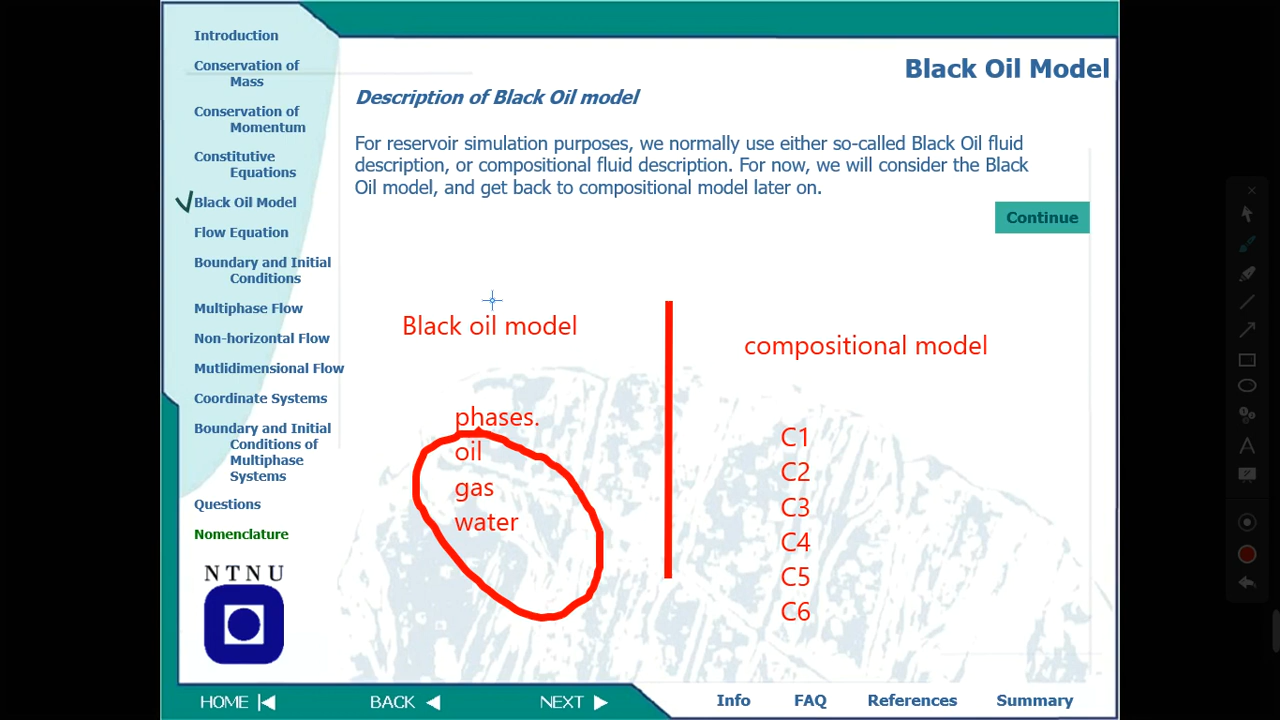 Introduction
Conservation of
Mass
Conservation of
Momentum
Constitutive
Equations
Black Oil Model
Flow Equation
Boundary and Initial
Conditions
Multiphase Flow
Non-horizontal Flow
Mutlidimensional Flow
Coordinate Systems
Boundary and Initial
Conditions of
Multiphase
Systems
Questions
Nomenclature
NTNU
Black Oil Model
Description of Black Oil model
For reservoir simulation purposes, we normally use either so-called Black Oil fluid
description, or compositional fluid description. For now, we will consider the Black
Oil model, and get back to compositional model later on.
Continue
Black oil model
phases.
oil
gas
water
compositional model
C1
C2
C3
C4
C5
C6
HOME
BACK
NEXT
Info
FAQ
References
Summary